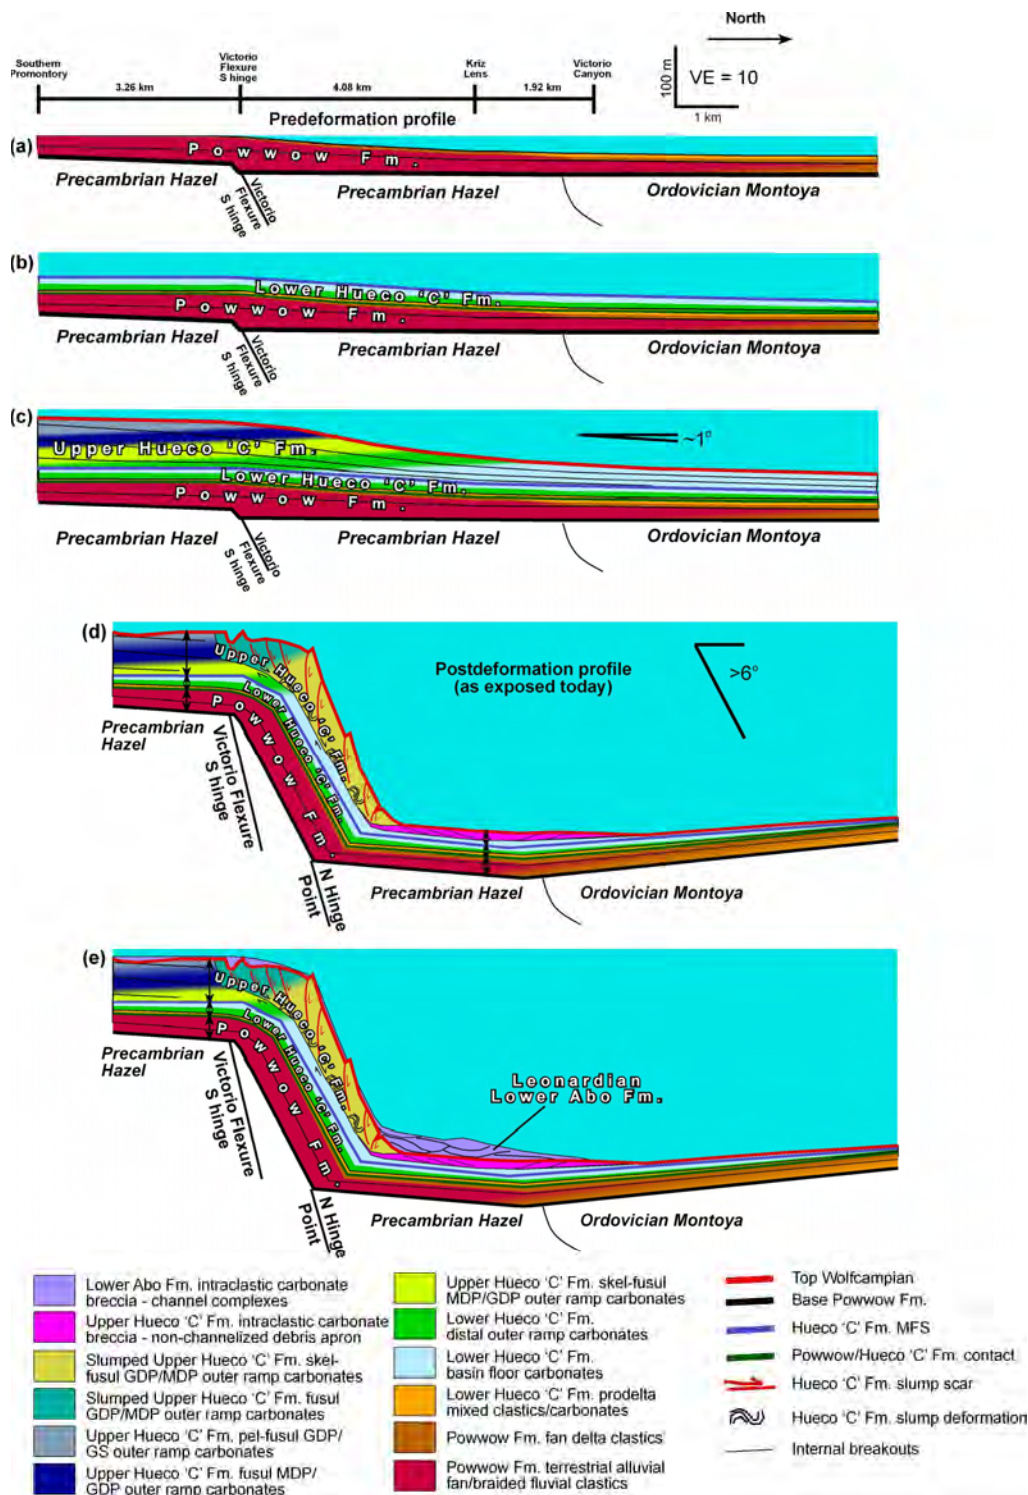 North
Southern
Promontory
Victorio
Flexure
S hinge
Kriz
Lens
Victorio
Canyon
3.26 km
4.08 km
1.92 km
100 m
VE = 10
1 km
Predeformation profile
(a)
Powwow Fm.
Precambrian Hazel
Victorio
Flexure
S hinge
Precambrian Hazel
Ordovician Montoya
(b)
Lower Hueco 'C' Fm.
Powwow Fm.
Precambrian Hazel
Victorio
Flexure
S hinge
Precambrian Hazel
Ordovician Montoya
(c)
~1°
Upper Hueco 'C' Fm.
Lower Hueco 'C' Fm.
Powwow Fm.
Precambrian Hazel
Victorio
Flexure
S hinge
Precambrian Hazel
Ordovician Montoya
(d)
Upper Hueco 'C' Fm.
Lower Hueco 'C' Fm.
Powwow Fm.
Postdeformation profile
(as exposed today)
>6°
Precambrian
Hazel
Victorio Flexure
S hinge
N Hinge
Point
Precambrian Hazel
Ordovician Montoya
(e)
Upper Hueco 'C' Fm.
Lower Hueco 'C' Fm.
Powwow Fm.
Leonardian
Lower Abo Fm.
Precambrian
Hazel
Victorio Flexure
S hinge
N Hinge
Point
Precambrian Hazel
Ordovician Montoya
Lower Abo Fm. intraclastic carbonate
breccia - channel complexes
Upper Hueco 'C' Fm. intraclastic carbonate
breccia - non-channelized debris apron
Slumped Upper Hueco 'C' Fm. skel-
fusul GDP/MDP outer ramp carbonates
Slumped Upper Hueco 'C' Fm. fusul
GDP/MDP outer ramp carbonates
Upper Hueco 'C' Fm. pel-fusul GDP/
GS outer ramp carbonates
Upper Hueco 'C' Fm. fusul MDP/
GDP outer ramp carbonates
Upper Hueco 'C' Fm. skel-fusul
MDP/GDP outer ramp carbonates
Lower Hueco 'C' Fm.
distal outer ramp carbonates
Lower Hueco 'C' Fm.
basin floor carbonates
Lower Hueco 'C' Fm. prodelta
mixed clastics/carbonates
Powwow Fm. fan delta clastics
Powwow Fm. terrestrial alluvial
fan/braided fluvial clastics
Top Wolfcampian
Base Powwow Fm.
Hueco 'C' Fm. MFS
Powwow/Hueco 'C' Fm. contact
Hueco 'C' Fm. slump scar
Hueco 'C' Fm. slump deformation
Internal breakouts